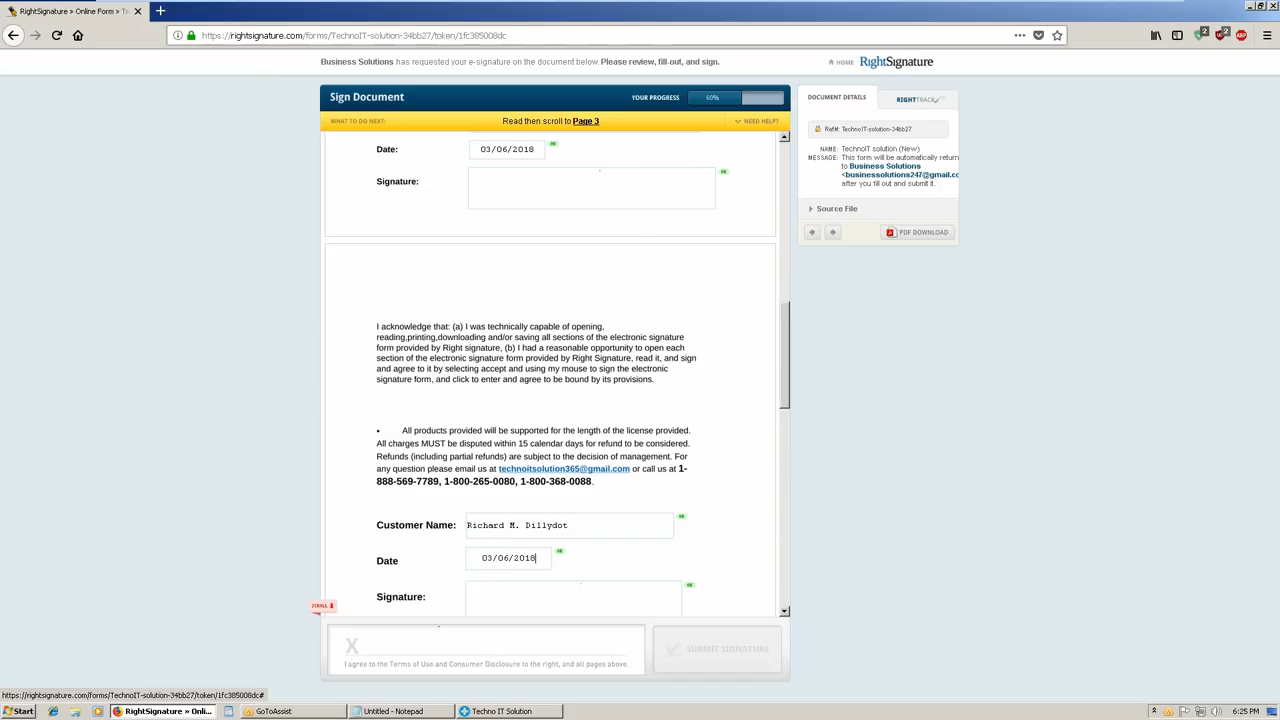 RightSignature » Online Form » Te
https://rightsignature.com/forms/TechnoIT-solution-34bb27/token/1fc385008dc
2
2
ABP
Business Solutions has requested your e-signature on the document below. Please review, fill-out, and sign.
HOME
RightSignature
Sign Document
YOUR PROGRESS
60%
WHAT TO DO NEXT:
Read then scroll to Page 3
NEED HELP?
Date:
03/06/2018
OK
Signature:
OK
I acknowledge that: (a) I was technically capable of opening,
reading,printing,downloading and/or saving all sections of the electronic signature
form provided by Right signature, (b) I had a reasonable opportunity to open each
section of the electronic signature form provided by Right Signature, read it, and sign
and agree to it by selecting accept and using my mouse to sign the electronic
signature form, and click to enter and agree to be bound by its provisions.
• All products provided will be supported for the length of the license provided.
All charges MUST be disputed within 15 calendar days for refund to be considered.
Refunds (including partial refunds) are subject to the decision of management. For
any question please email us at technoitsolution365@gmail.com or call us at 1-
888-569-7789, 1-800-265-0080, 1-800-368-0088.
Customer Name:
Richard M. Dillydot
OK
Date
03/06/2018
OK
Signature:
OK
SCROLL
X
I agree to the Terms of Use and Consumer Disclosure to the right, and all pages above.
SUBMIT SIGNATURE
DOCUMENT DETAILS
RIGHTTRACK
Ref#: TechnoIT-solution-34bb27
NAME: TechnoIT solution (New)
MESSAGE: This form will be automatically return
to Business Solutions
<businessolutions247@gmail.co
after you fill out and submit it.
Source File
PDF DOWNLOAD
https://rightsignature.com/forms/TechnoIT-solution-34bb27/token/1fc385008dc#
Start
RightSignature » Onli...
GoToAssist
Untitled - Notepad
Techno IT Solution
6:25 PM